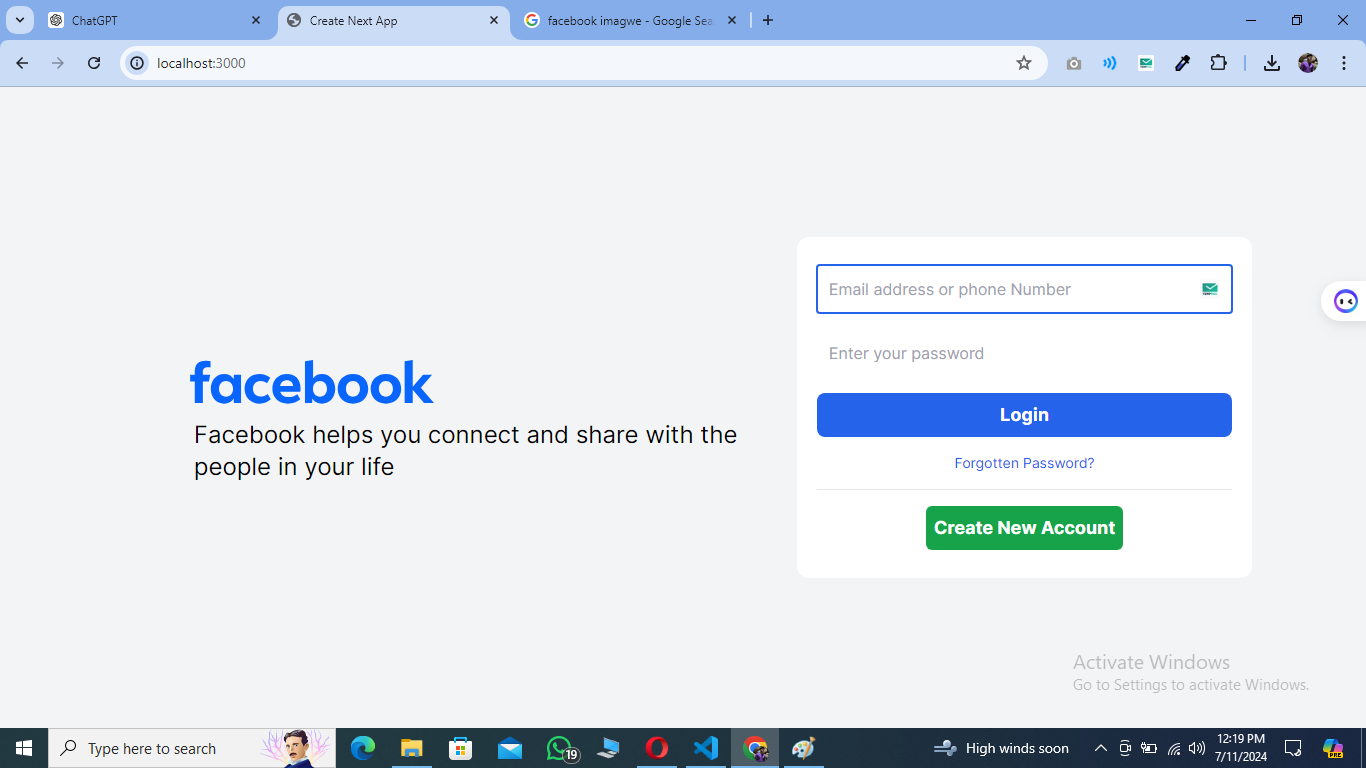 ChatGPT
Create Next App
facebook imagwe - Google Sea
localhost:3000
Email address or phone Number
Enter your password
facebook
Facebook helps you connect and share with the
people in your life
Login
Forgotten Password?
Create New Account
Activate Windows
Go to Settings to activate Windows.
Type here to search
19
High winds soon
12:19 PM
7/11/2024
PRE